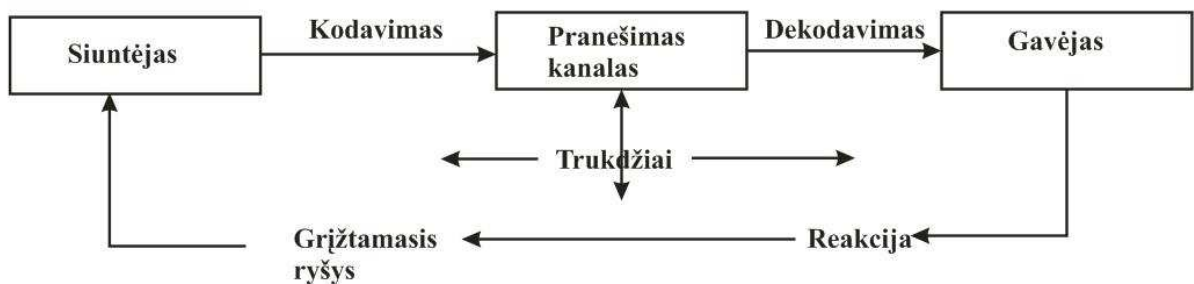 Siuntėjas
Kodavimas
Pranešimas
kanalas
Dekodavimas
Gavėjas
Trukdžiai
Grįžtamasis
ryšys
Reakcija